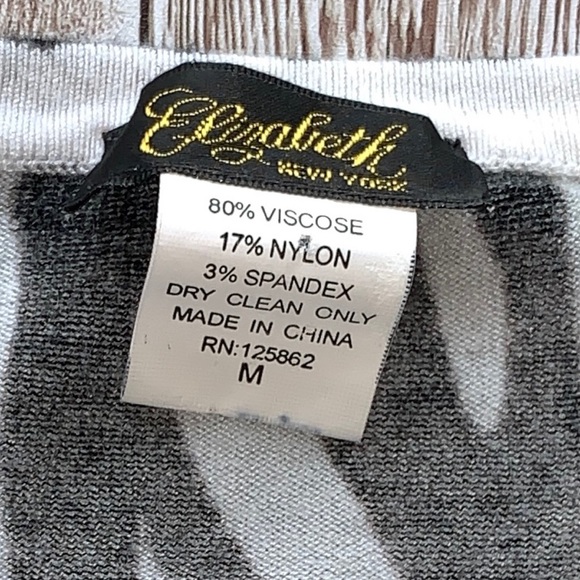 Elizabeth
NEW YORK
80% VISCOSE
17% NYLON
3% SPANDEX
DRY CLEAN ONLY
MADE IN CHINA
RN:125862
M